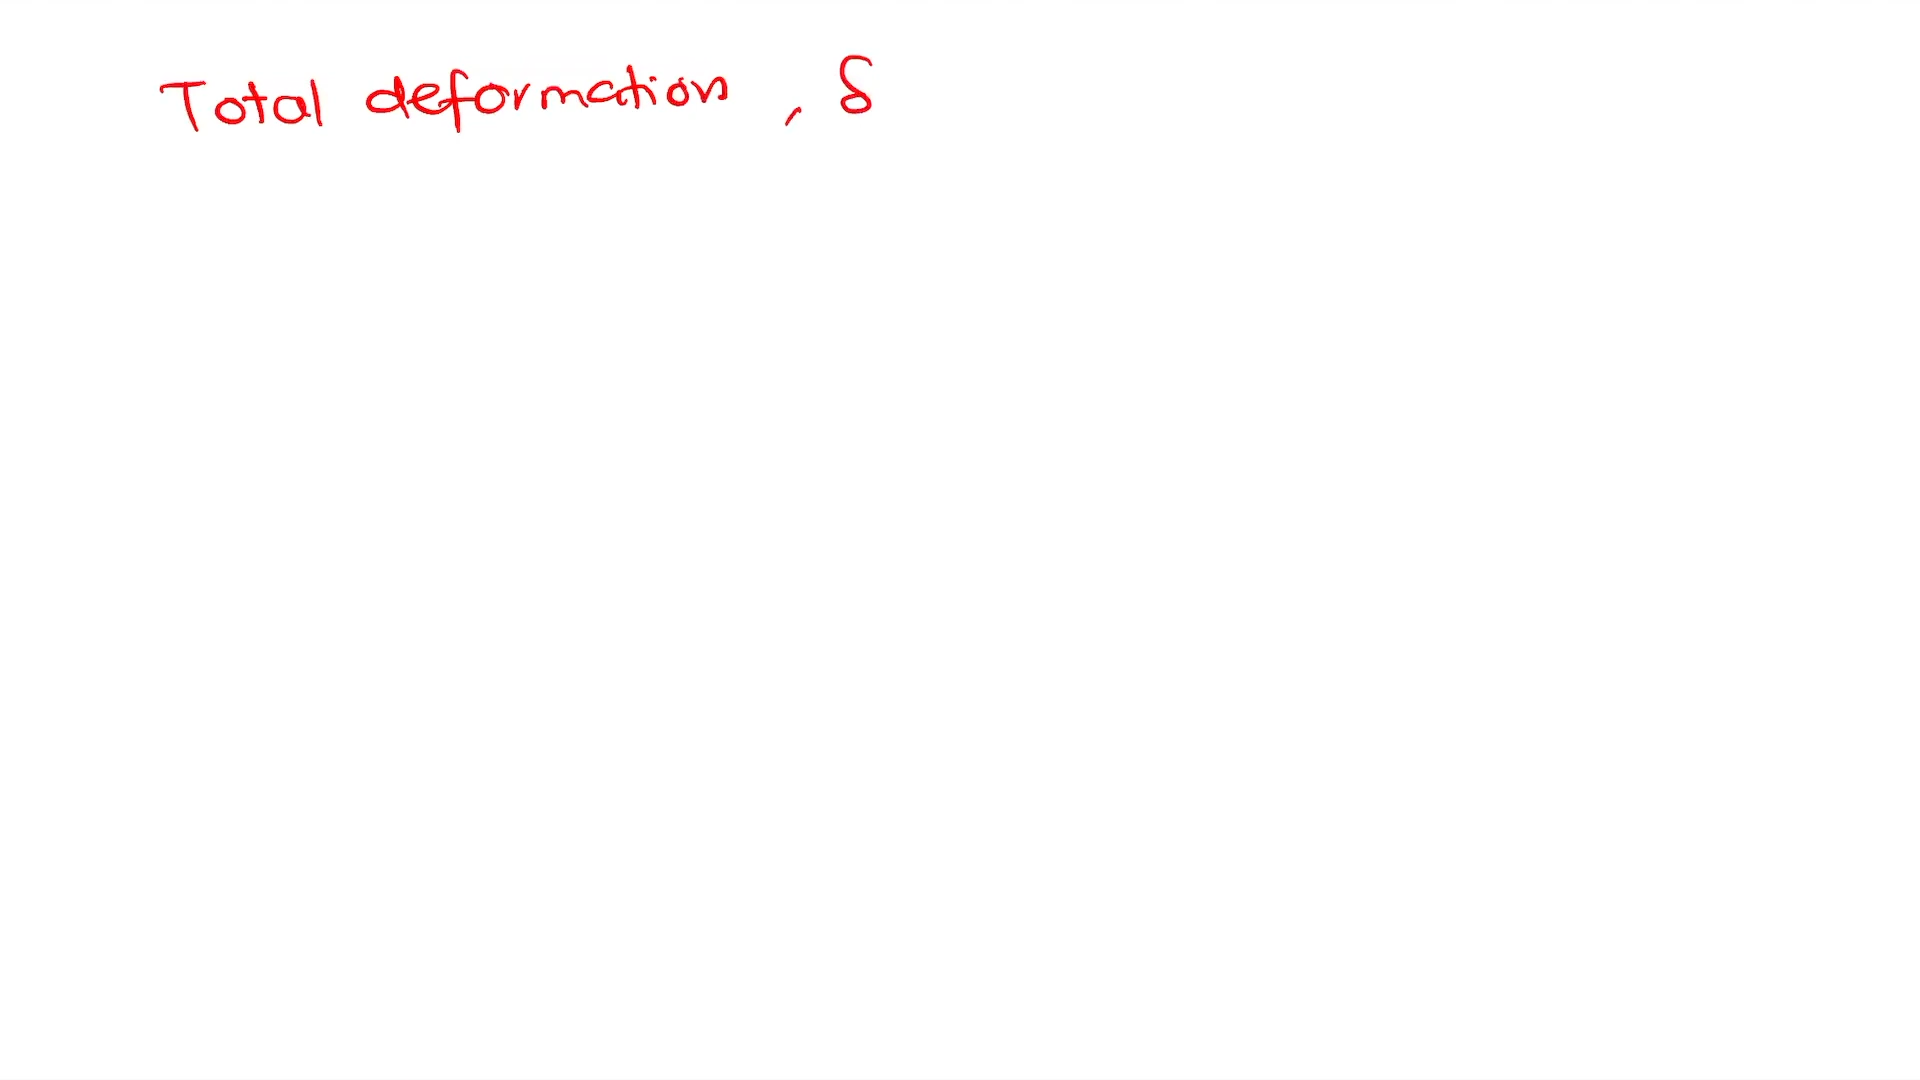 Total deformation , δ